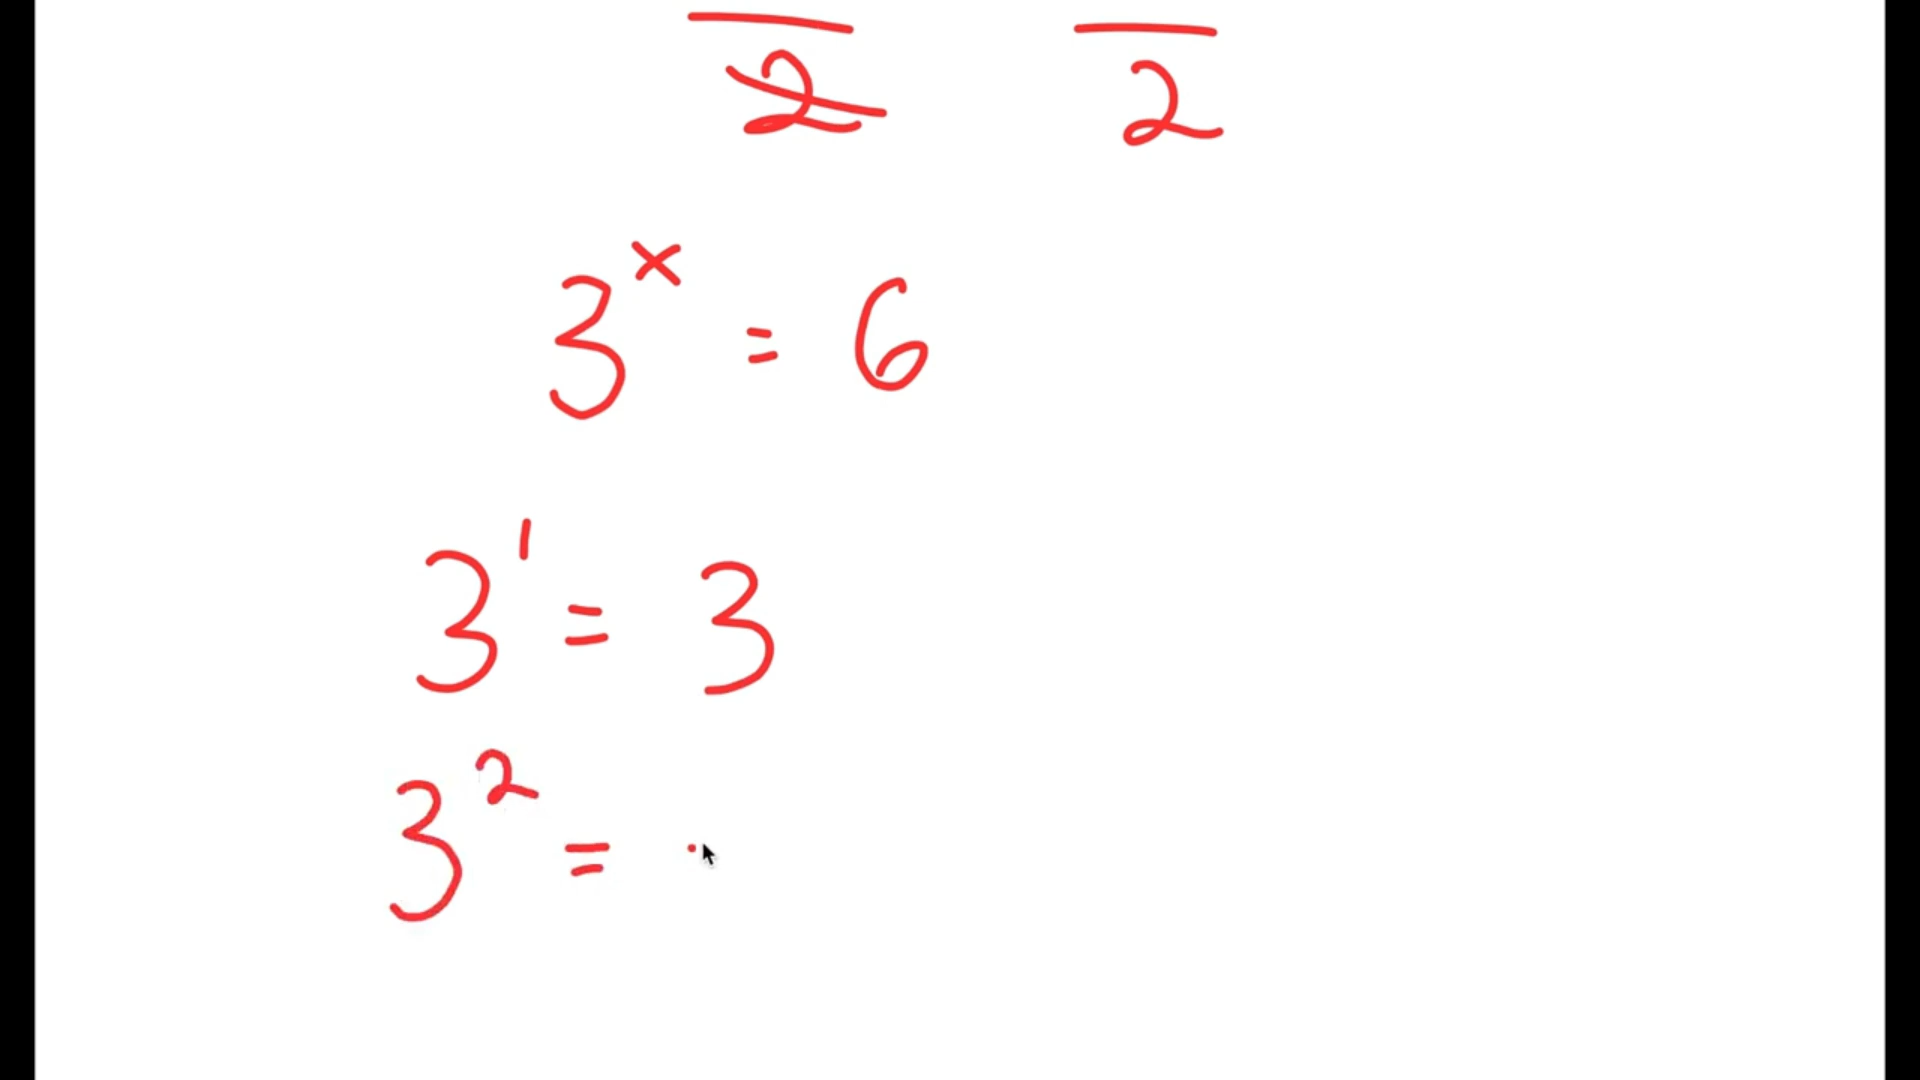 2 2
3^x = 6
3^1 = 3
3^2 =